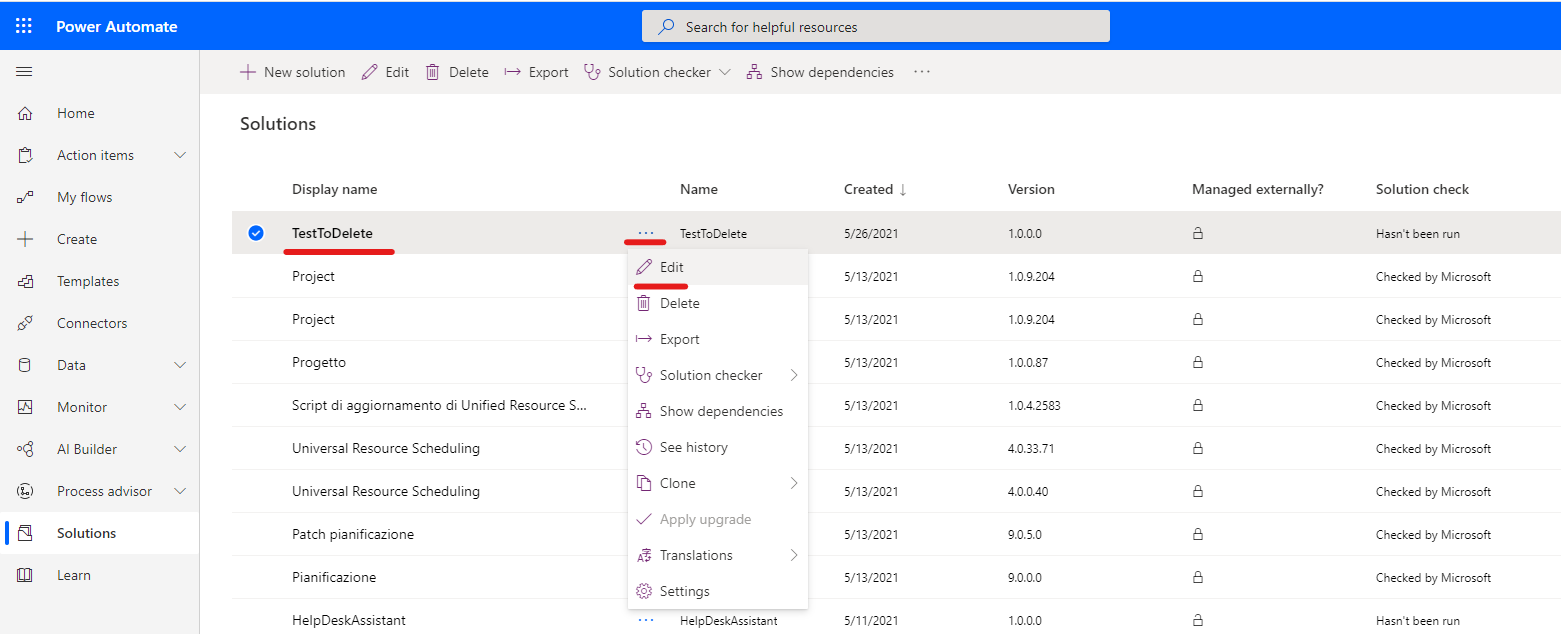 Power Automate
Search for helpful resources
New solution Edit Delete Export Solution checker Show dependencies ···
Home
Action items
My flows
Create
Templates
Connectors
Data
Monitor
AI Builder
Process advisor
Solutions
Learn
Solutions
Display name Name Created ↓ Version Managed externally? Solution check
TestToDelete ··· TestToDelete 5/26/2021 1.0.0.0 Hasn't been run
Project 5/13/2021 1.0.9.204 Checked by Microsoft
Project 5/13/2021 1.0.9.204 Checked by Microsoft
Progetto 5/13/2021 1.0.0.87 Checked by Microsoft
Script di aggiornamento di Unified Resource S... 5/13/2021 1.0.4.2583 Checked by Microsoft
Universal Resource Scheduling 5/13/2021 4.0.33.71 Checked by Microsoft
Universal Resource Scheduling 5/13/2021 4.0.0.40 Checked by Microsoft
Patch pianificazione 5/13/2021 9.0.5.0 Checked by Microsoft
Pianificazione 5/13/2021 9.0.0.0 Checked by Microsoft
HelpDeskAssistant ··· HelpDeskAssistant 5/11/2021 1.0.0.0 Hasn't been run
Edit
Delete
Export
Solution checker
Show dependencies
See history
Clone
Apply upgrade
Translations
Settings